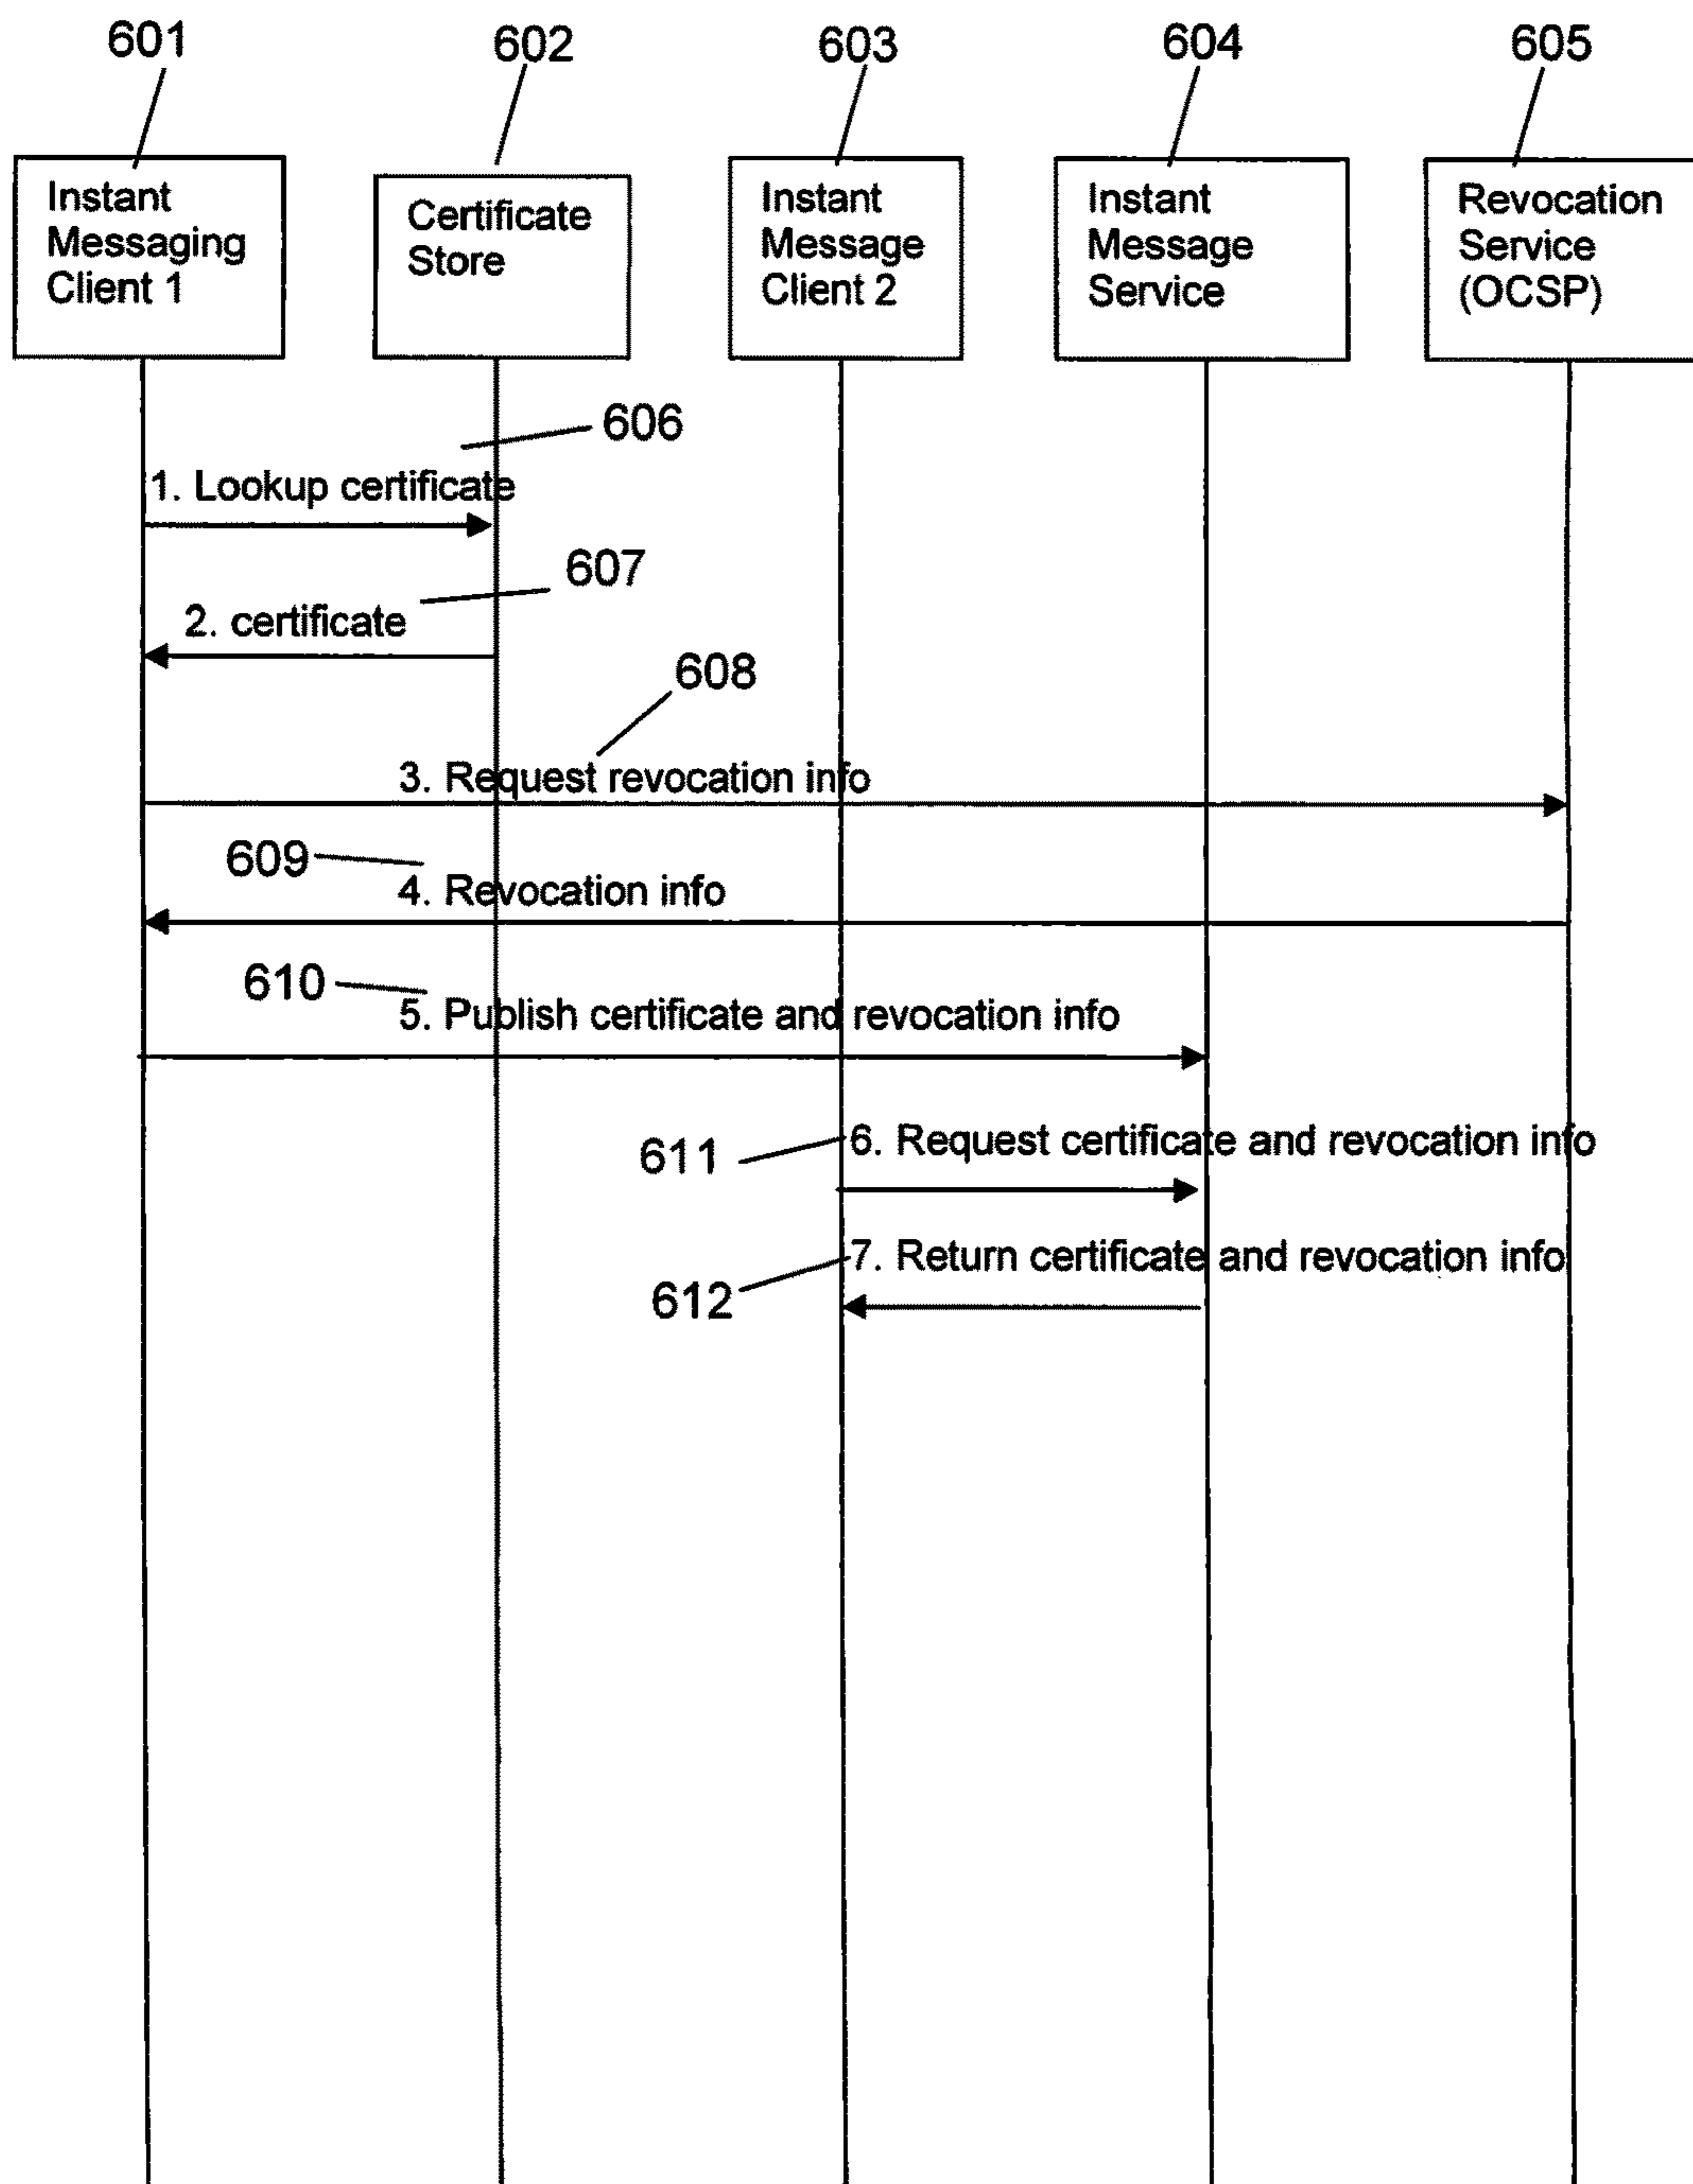 601
602
603
604
605
Instant
Messaging
Client 1
Certificate
Store
Instant
Message
Client 2
Instant
Message
Service
Revocation
Service
(OCSP)
606
1. Lookup certificate
607
2. certificate
608
3. Request revocation info
609
4. Revocation info
610
5. Publish certificate and revocation info
611
6. Request certificate and revocation info
7. Return certificate and revocation info
612